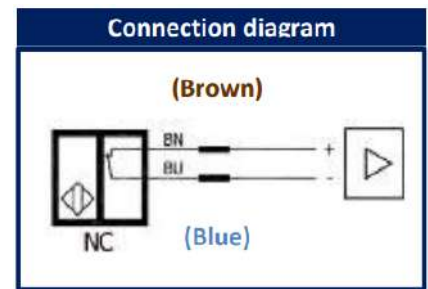 Connection diagram
(Brown)
BN
+
BU
-
NC
(Blue)